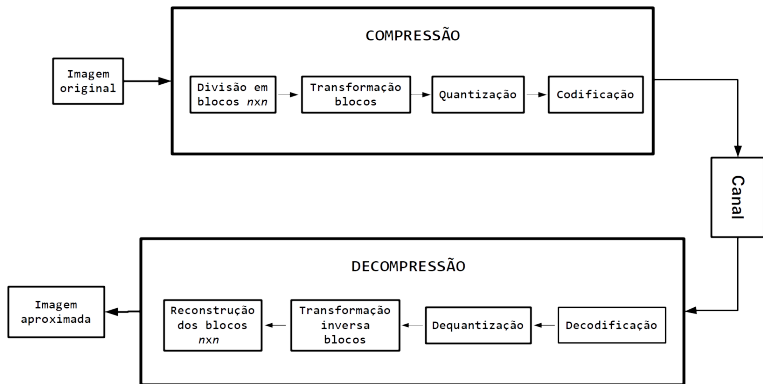 COMPRESSÃO
Imagem
original
Divisão em
blocos nxn
Transformação
blocos
Quantização
Codificação
Canal
DECOMPRESSÃO
Imagem
aproximada
Reconstrução
dos blocos
nxn
Transformação
inversa
blocos
Dequantização
Decodificação